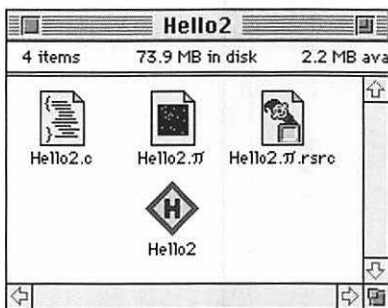 Hello2
4 items 73.9 MB in disk 2.2 MB ava
Hello2.c Hello2.π Hello2.π.rsrc
H
Hello2